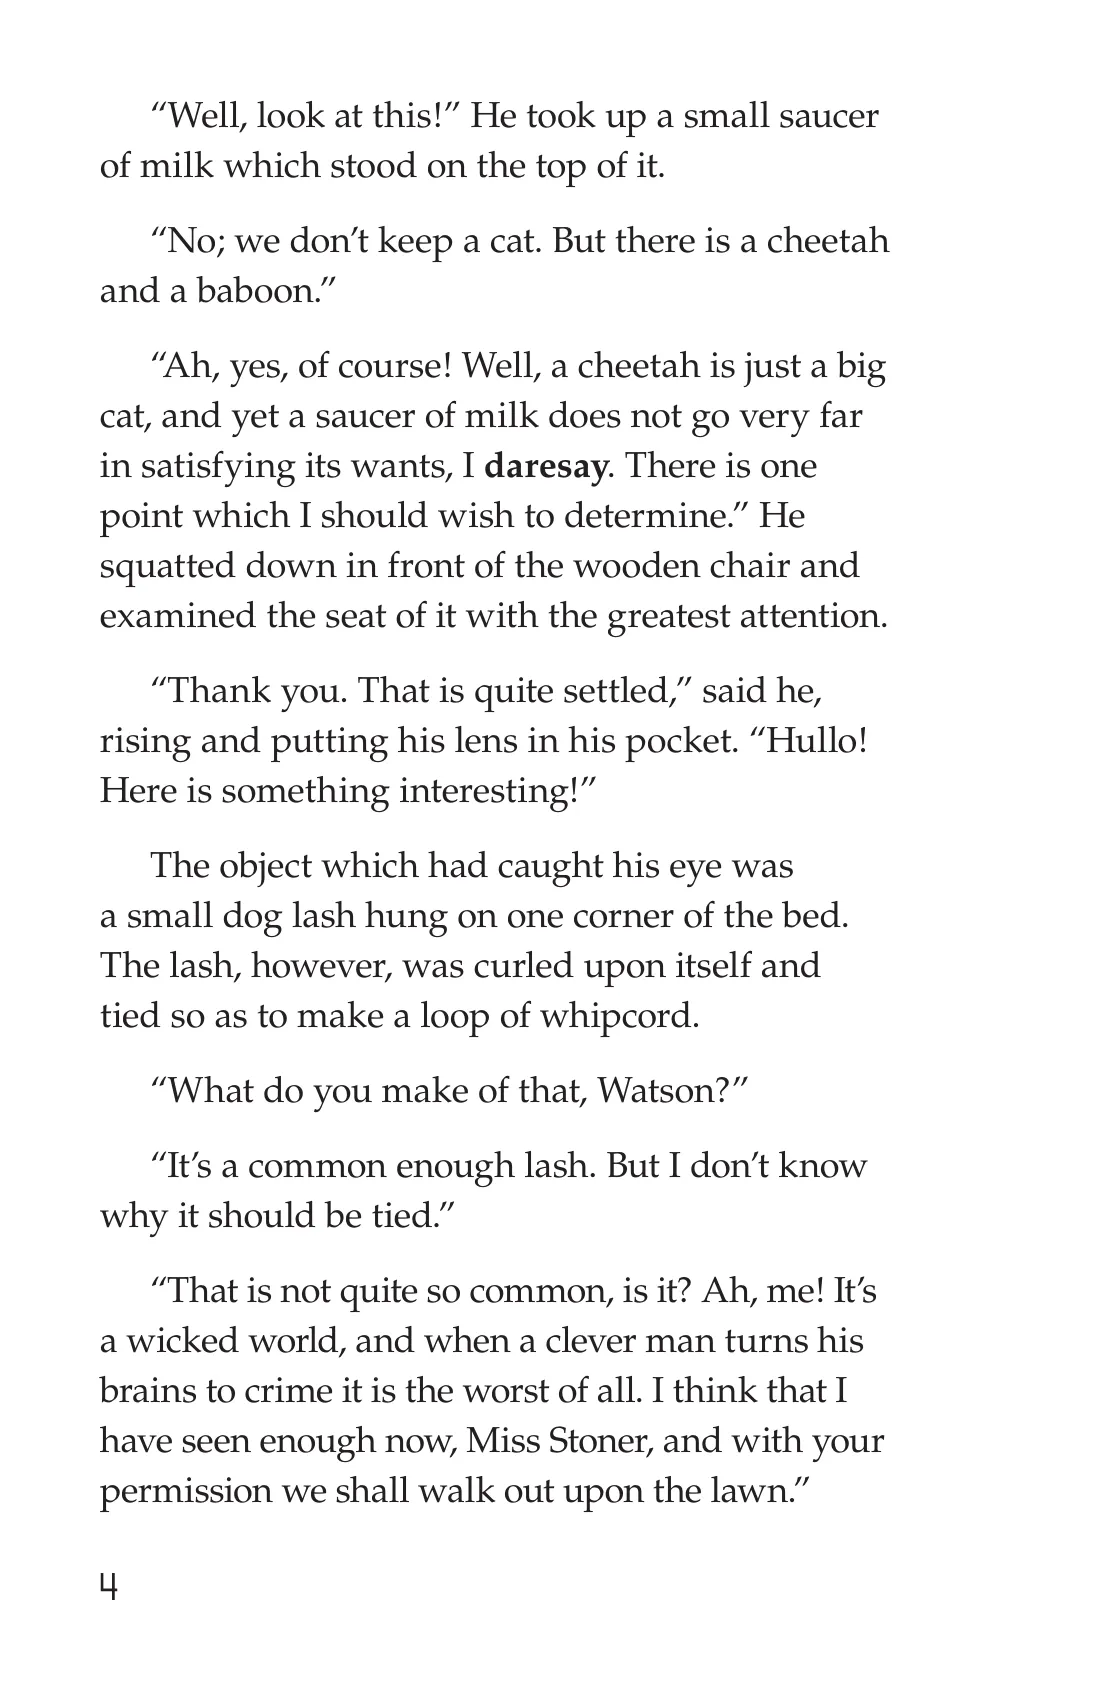 “Well, look at this!” He took up a small saucer
of milk which stood on the top of it.
“No; we don’t keep a cat. But there is a cheetah
and a baboon.”
“Ah, yes, of course! Well, a cheetah is just a big
cat, and yet a saucer of milk does not go very far
in satisfying its wants, I daresay. There is one
point which I should wish to determine.” He
squatted down in front of the wooden chair and
examined the seat of it with the greatest attention.
“Thank you. That is quite settled,” said he,
rising and putting his lens in his pocket. “Hullo!
Here is something interesting!”
The object which had caught his eye was
a small dog lash hung on one corner of the bed.
The lash, however, was curled upon itself and
tied so as to make a loop of whipcord.
“What do you make of that, Watson?”
“It’s a common enough lash. But I don’t know
why it should be tied.”
“That is not quite so common, is it? Ah, me! It’s
a wicked world, and when a clever man turns his
brains to crime it is the worst of all. I think that I
have seen enough now, Miss Stoner, and with your
permission we shall walk out upon the lawn.”
4